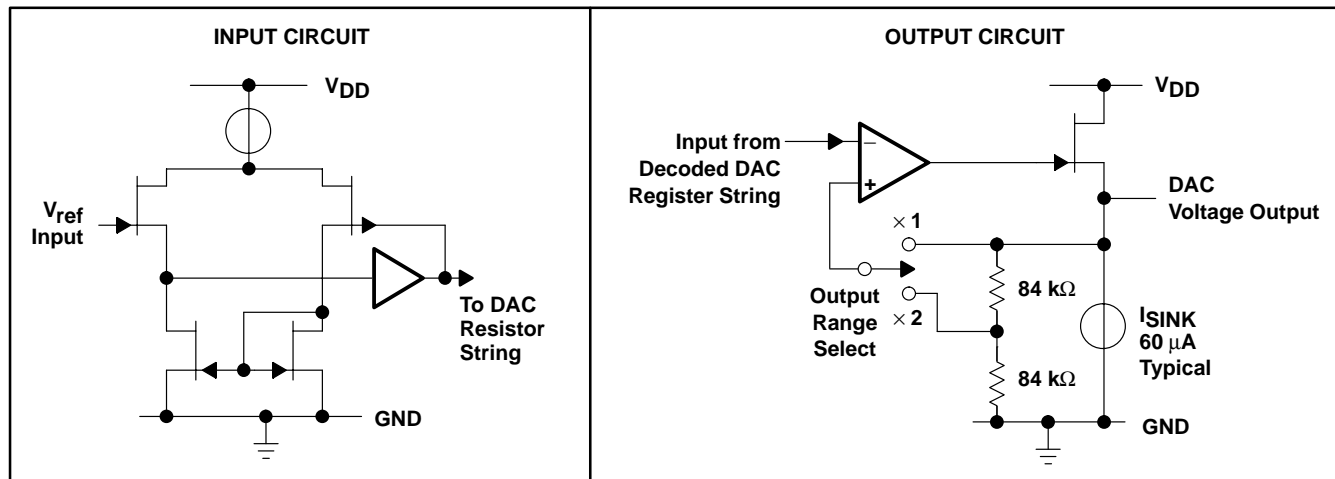 INPUT CIRCUIT
VDD
Vref
Input
To DAC
Resistor
String
GND
OUTPUT CIRCUIT
VDD
Input from
Decoded DAC
Register String
−
+
DAC
Voltage Output
× 1
Output
Range
Select
× 2
84 kΩ
84 kΩ
ISINK
60 μA
Typical
GND